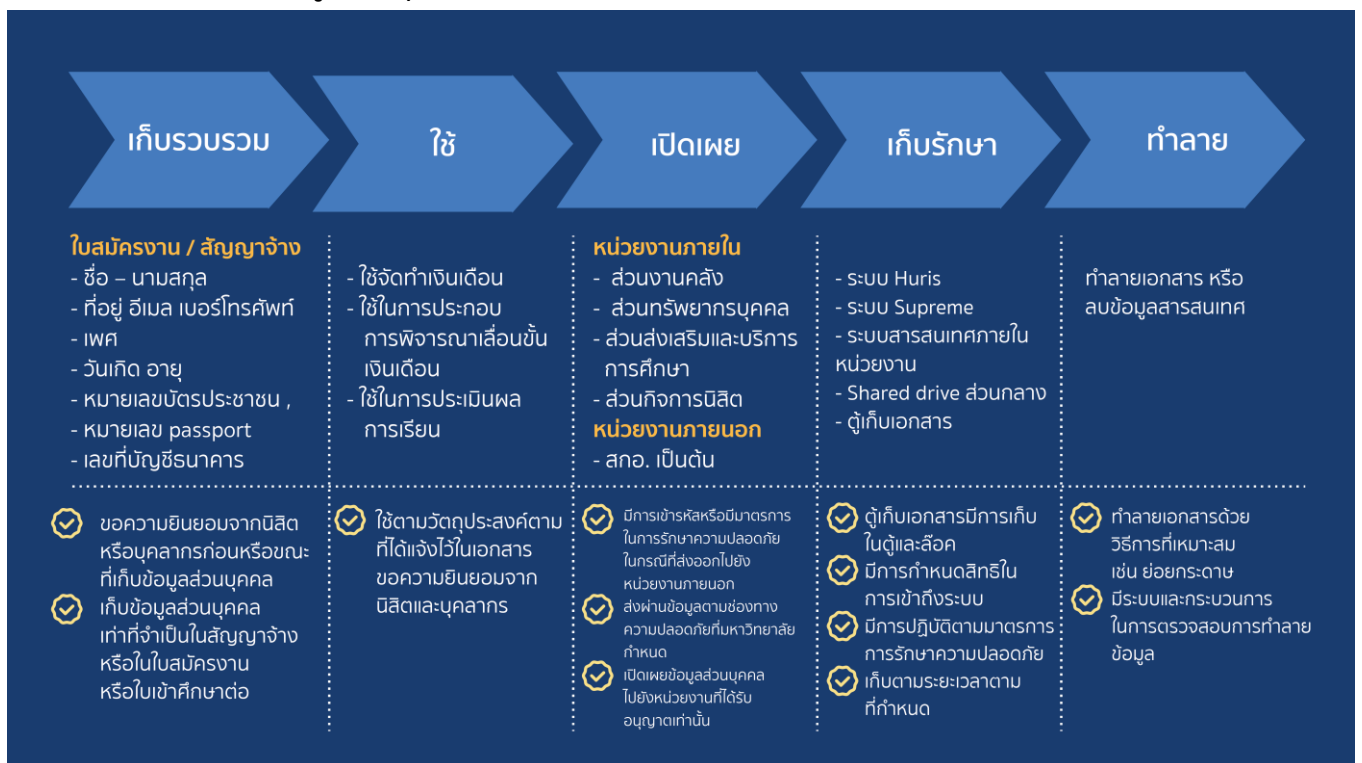 เก็บรวบรวม
ใช้
เปิดเผย
เก็บรักษา
ทำลาย
ใบสมัครงาน / สัญญาจ้าง
- ชื่อ – นามสกุล
- ที่อยู่ อีเมล เบอร์โทรศัพท์
- เพศ
- วันเกิด อายุ
- หมายเลขบัตรประชาชน ,
- หมายเลข passport
- เลขที่บัญชีธนาคาร
- ใช้จัดทำเงินเดือน
- ใช้ในการประกอบ
การพิจารณาเลื่อนขั้น
เงินเดือน
- ใช้ในการประเมินผล
การเรียน
หน่วยงานภายใน
- ส่วนงานคลัง
- ส่วนทรัพยากรบุคคล
- ส่วนส่งเสริมและบริการ
การศึกษา
- ส่วนกิจการนิสิต
หน่วยงานภายนอก
- สกอ. เป็นต้น
- ระบบ Huris
- ระบบ Supreme
- ระบบสารสนเทศภายใน
หน่วยงาน
- Shared drive ส่วนกลาง
- ตู้เก็บเอกสาร
ทำลายเอกสาร หรือ
ลบข้อมูลสารสนเทศ
ขอความยินยอมจากนิสิต
หรือบุคลากรก่อนหรือขณะ
ที่เก็บข้อมูลส่วนบุคคล
เก็บข้อมูลส่วนบุคคล
เท่าที่จำเป็นในสัญญาจ้าง
หรือในใบสมัครงาน
หรือใบเข้าศึกษาต่อ
ใช้ตามวัตถุประสงค์ตาม
ที่ได้แจ้งไว้ในเอกสาร
ขอความยินยอมจาก
นิสิตและบุคลากร
มีการเข้ารหัสหรือมีมาตรการ
ในการรักษาความปลอดภัย
ในกรณีที่ส่งออกไปยัง
หน่วยงานภายนอก
ส่งผ่านข้อมูลตามช่องทาง
ความปลอดภัยที่มหาวิทยาลัย
กำหนด
เปิดเผยข้อมูลส่วนบุคคล
ไปยังหน่วยงานที่ได้รับ
อนุญาตเท่านั้น
ตู้เก็บเอกสารมีการเก็บ
ในตู้และล๊อค
มีการกำหนดสิทธิใน
การเข้าถึงระบบ
มีการปฏิบัติตามมาตรการ
การรักษาความปลอดภัย
เก็บตามระยะเวลาตาม
ที่กำหนด
ทำลายเอกสารด้วย
วิธีการที่เหมาะสม
เช่น ย่อยกระดาษ
มีระบบและกระบวนการ
ในการตรวจสอบการทำลาย
ข้อมูล